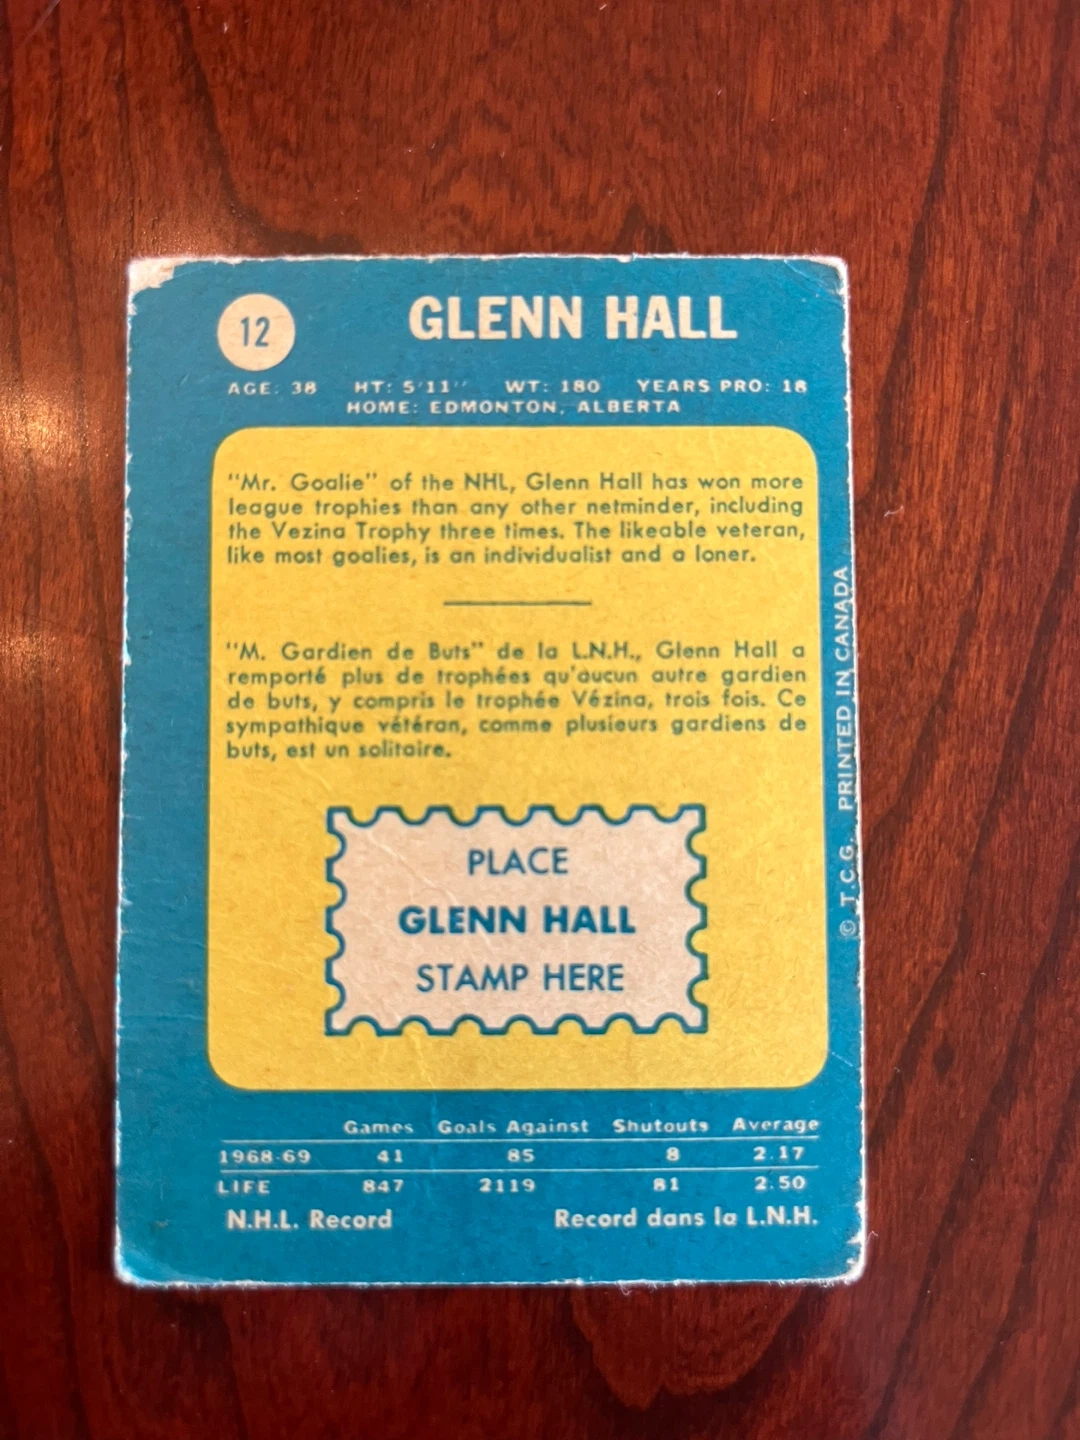 12
GLENN HALL
AGE: 38 HT: 5'11" WT: 180 YEARS PRO: 18
HOME: EDMONTON, ALBERTA
"Mr. Goalie" of the NHL, Glenn Hall has won more
league trophies than any other netminder, including
the Vezina Trophy three times. The likeable veteran,
like most goalies, is an individualist and a loner.
"M. Gardien de Buts" de la L.N.H., Glenn Hall a
remporté plus de trophées qu'aucun autre gardien
de buts, y compris le trophée Vézina, trois fois. Ce
sympathique vétéran, comme plusieurs gardiens de
buts, est un solitaire.
PLACE
GLENN HALL
STAMP HERE
© T.C.G. PRINTED IN CANADA
Games Goals Against Shutouts Average
1968-69 41 85 8 2.17
LIFE 847 2119 81 2.50
N.H.L. Record Record dans la L.N.H.